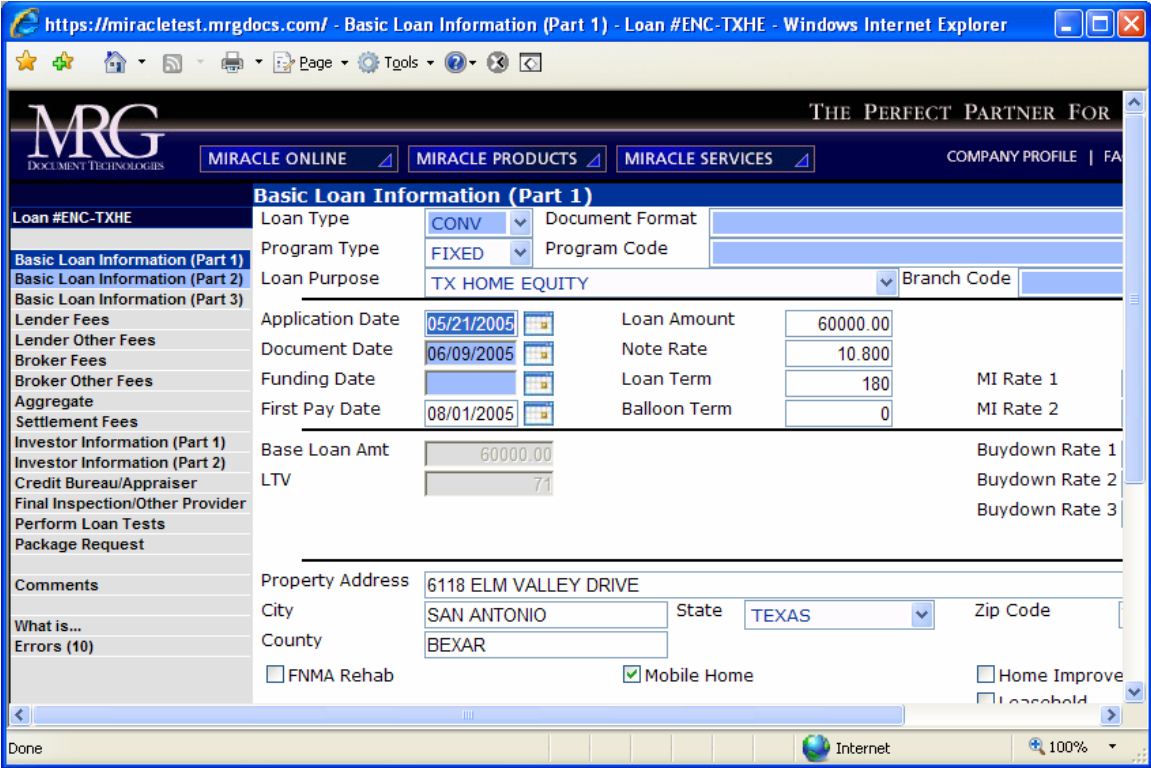 https://miracletest.mrgdocs.com/ - Basic Loan Information (Part 1) - Loan #ENC-TXHE - Windows Internet Explorer
Page Tools
THE PERFECT PARTNER FOR
MRG
DOCUMENT TECHNOLOGIES
MIRACLE ONLINE MIRACLE PRODUCTS MIRACLE SERVICES COMPANY PROFILE | FA
Basic Loan Information (Part 1)
Loan #ENC-TXHE
Basic Loan Information (Part 1)
Basic Loan Information (Part 2)
Basic Loan Information (Part 3)
Lender Fees
Lender Other Fees
Broker Fees
Broker Other Fees
Aggregate
Settlement Fees
Investor Information (Part 1)
Investor Information (Part 2)
Credit Bureau/Appraiser
Final Inspection/Other Provider
Perform Loan Tests
Package Request
Comments
What is...
Errors (10)
Loan Type CONV Document Format
Program Type FIXED Program Code
Loan Purpose TX HOME EQUITY Branch Code
Application Date 05/21/2005 Loan Amount 60000.00
Document Date 06/09/2005 Note Rate 10.800
Funding Date Loan Term 180 MI Rate 1
First Pay Date 08/01/2005 Balloon Term 0 MI Rate 2
Base Loan Amt 60000.00 Buydown Rate 1
LTV 71 Buydown Rate 2
Buydown Rate 3
Property Address 6118 ELM VALLEY DRIVE
City SAN ANTONIO State TEXAS Zip Code
County BEXAR
FNMA Rehab Mobile Home Home Improve
Leasehold
Done Internet 100%